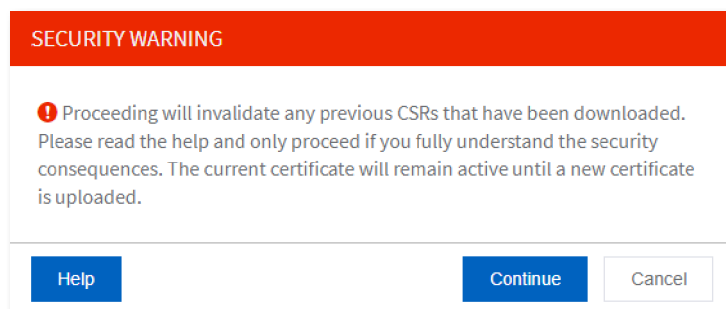 SECURITY WARNING
Proceeding will invalidate any previous CSRs that have been downloaded.
Please read the help and only proceed if you fully understand the security
consequences. The current certificate will remain active until a new certificate
is uploaded.
Help Continue Cancel